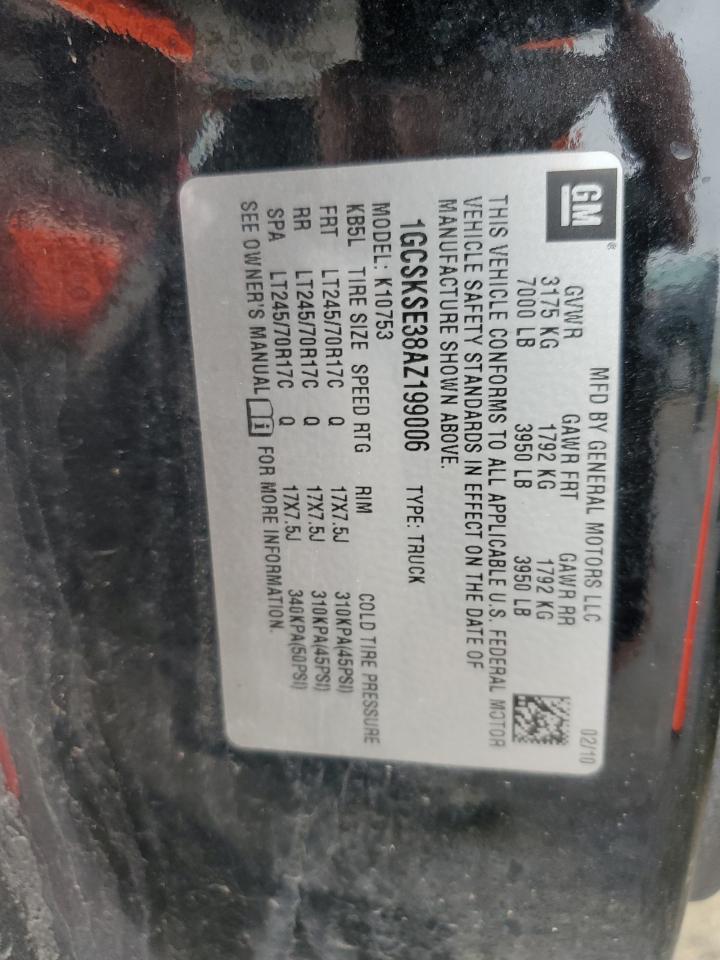 GM®
MFD BY GENERAL MOTORS LLC 02/10
GVWR GAWR FRT GAWR RR
3175 KG 1792 KG 1792 KG
7000 LB 3950 LB 3950 LB
THIS VEHICLE CONFORMS TO ALL APPLICABLE U.S. FEDERAL MOTOR
VEHICLE SAFETY STANDARDS IN EFFECT ON THE DATE OF
MANUFACTURE SHOWN ABOVE.
1GCSKSE38AZ199006 TYPE: TRUCK
MODEL: K10753
KB5L TIRE SIZE SPEED RTG RIM COLD TIRE PRESSURE
FRT LT245/70R17C Q 17X7.5J 310KPA(45PSI)
RR LT245/70R17C Q 17X7.5J 310KPA(45PSI)
SPA LT245/70R17C Q 17X7.5J 340KPA(50PSI)
SEE OWNER'S MANUAL i FOR MORE INFORMATION.